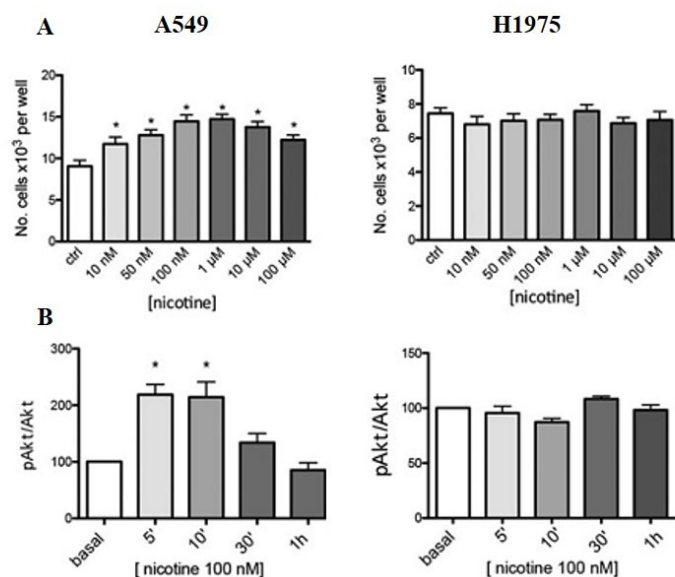 A549 H1975
A
No. cells x10³ per well
20
15
10
5
0
* * * * * *
ctrl 10 nM 50 nM 100 nM 1 µM 10 µM 100 µM
[nicotine]
No. cells x10³ per well
10
8
6
4
2
0
ctrl 10 nM 50 nM 100 nM 1 µM 10 µM 100 µM
[nicotine]
B
pAkt/Akt
300
200
100
0
* *
basal 5' 10' 30' 1h
[ nicotine 100 nM]
pAkt/Akt
150
100
50
0
basal 5' 10' 30' 1h
[ nicotine 100 nM]